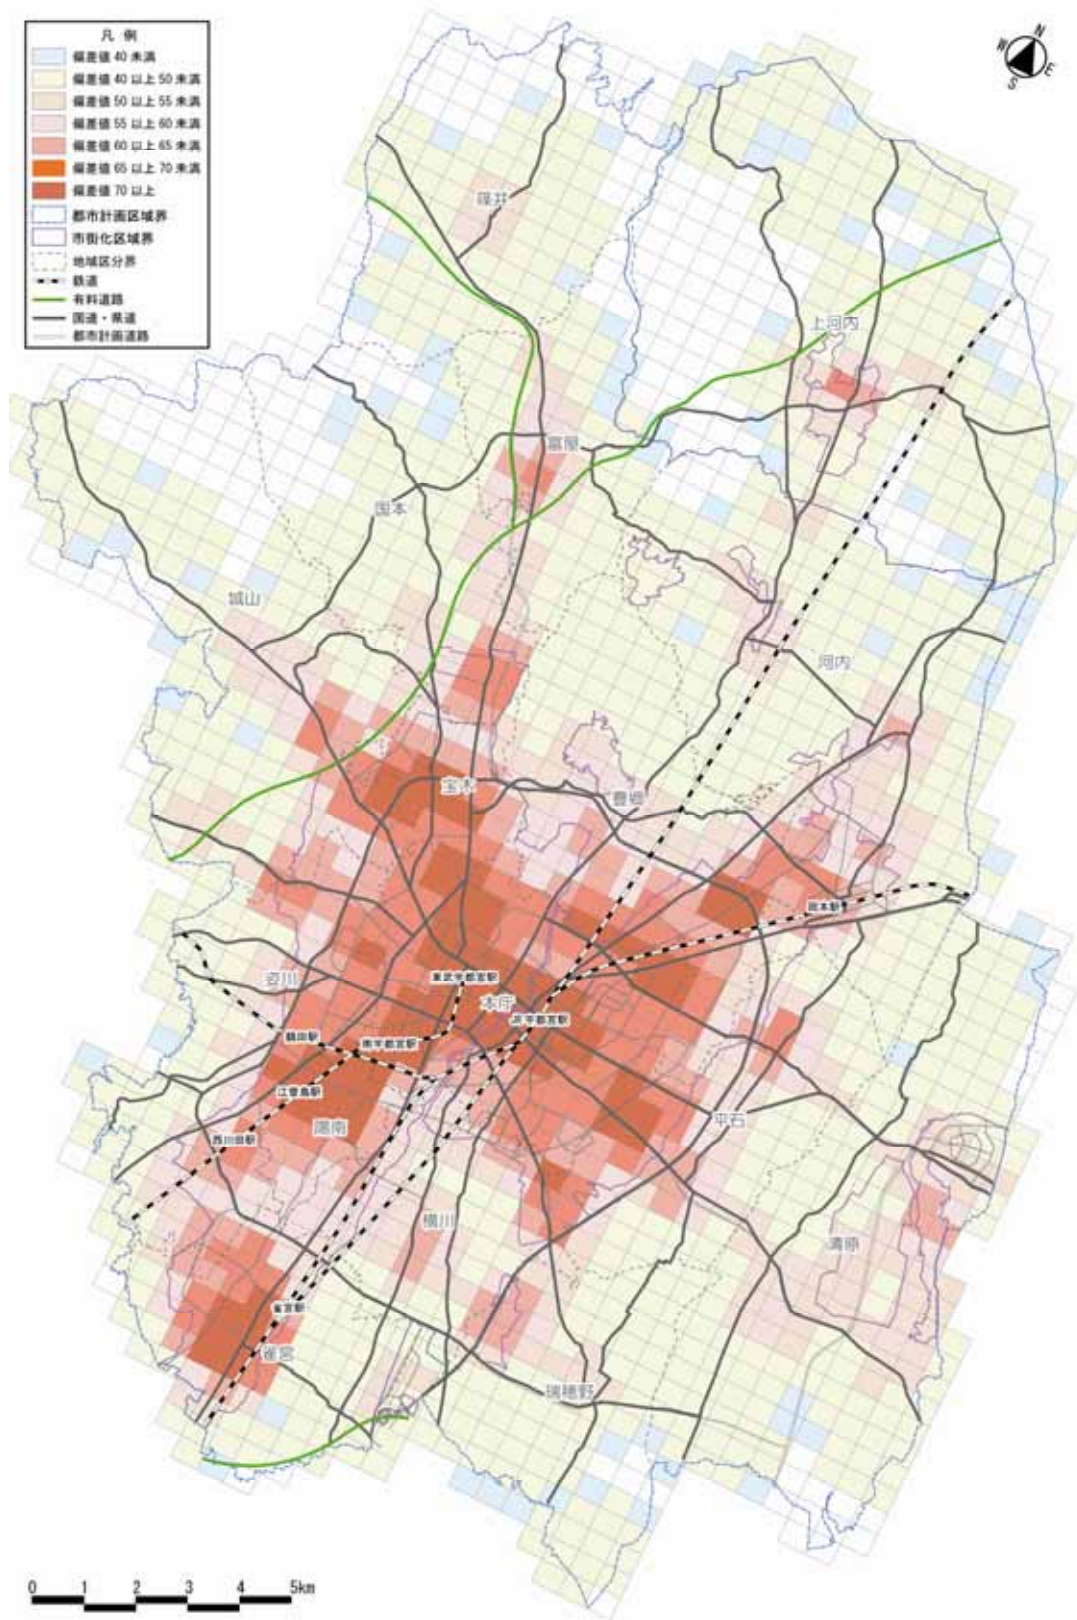 凡 例
偏差値 40 未満
偏差値 40 以上 50 未満
偏差値 50 以上 55 未満
偏差値 55 以上 60 未満
偏差値 60 以上 65 未満
偏差値 65 以上 70 未満
偏差値 70 以上
都市計画区域界
市街化区域界
地域区分界
鉄道
有料道路
国道・県道
都市計画道路
N
W
E
S
篠井
上河内
富屋
国本
城山
河内
宝木
豊郷
岡本駅
東武宇都宮駅
姿川
本庁
JR宇都宮駅
鶴田駅
南宇都宮駅
江曽島駅
陽南
平石
西川田駅
横川
清原
雀宮駅
雀宮
瑞穂野
0 1 2 3 4 5km